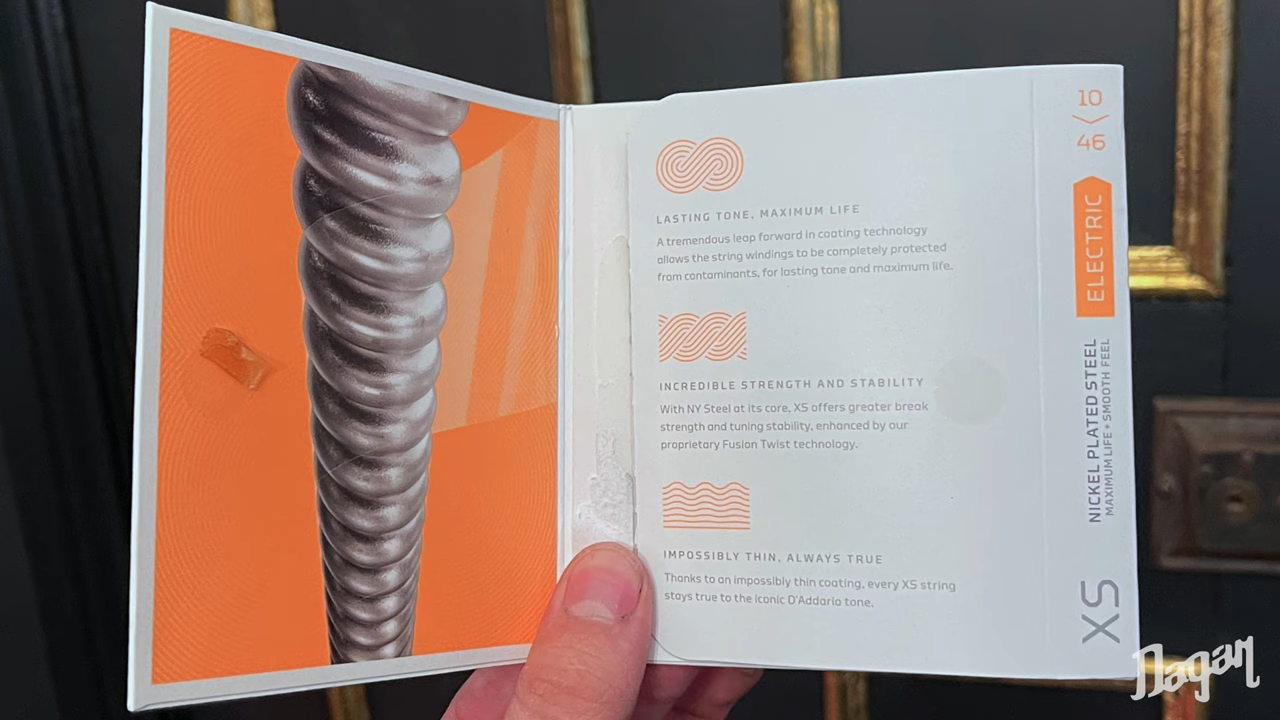 LASTING TONE, MAXIMUM LIFE
A tremendous leap forward in coating technology
allows the string windings to be completely protected
from contaminants, for lasting tone and maximum life.
INCREDIBLE STRENGTH AND STABILITY
With NY Steel at its core, XS offers greater break
strength and tuning stability, enhanced by our
proprietary Fusion Twist technology.
IMPOSSIBLY THIN, ALWAYS TRUE
Thanks to an impossibly thin coating, every XS string
stays true to the iconic D'Addario tone.
10
46
ELECTRIC
NICKEL PLATED STEEL
MAXIMUM LIFE + SMOOTH FEEL
XS
Nagan